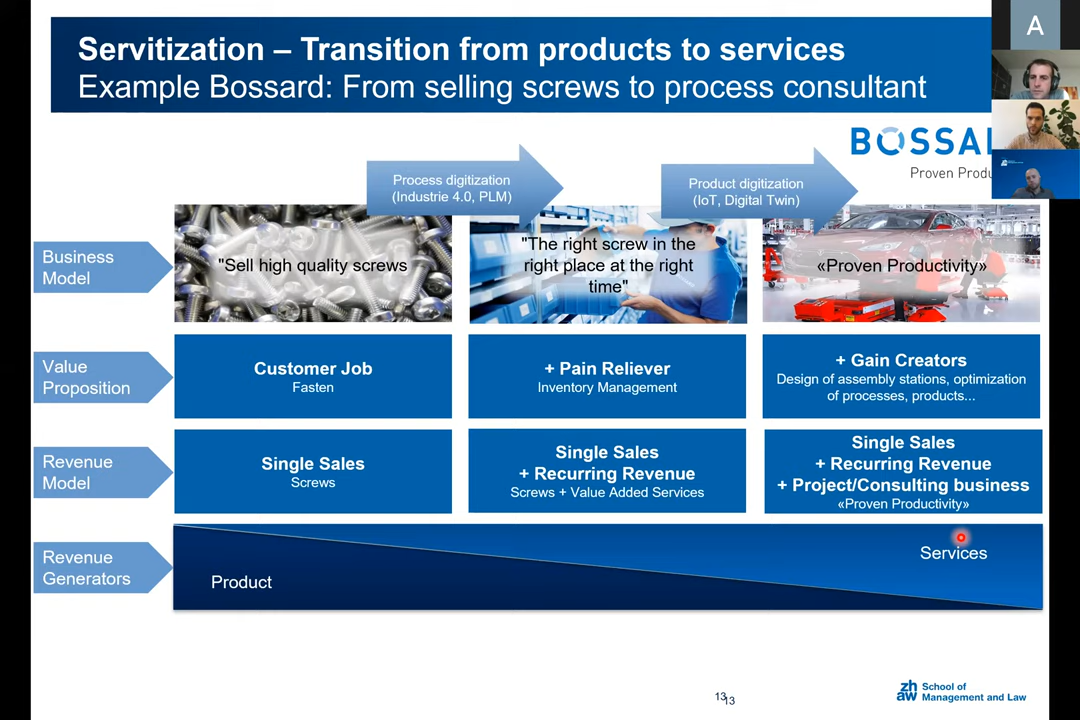 Servitization – Transition from products to services
Example Bossard: From selling screws to process consultant
A
BOSSA
Proven Produ
Process digitization
(Industrie 4.0, PLM)
Product digitization
(IoT, Digital Twin)
Business
Model
"Sell high quality screws
"The right screw in the
right place at the right
time"
«Proven Productivity»
Value
Proposition
Customer Job
Fasten
+ Pain Reliever
Inventory Management
+ Gain Creators
Design of assembly stations, optimization
of processes, products...
Revenue
Model
Single Sales
Screws
Single Sales
+ Recurring Revenue
Screws + Value Added Services
Single Sales
+ Recurring Revenue
+ Project/Consulting business
«Proven Productivity»
Revenue
Generators
Product
Services
13
13
zhaw
School of
Management and Law